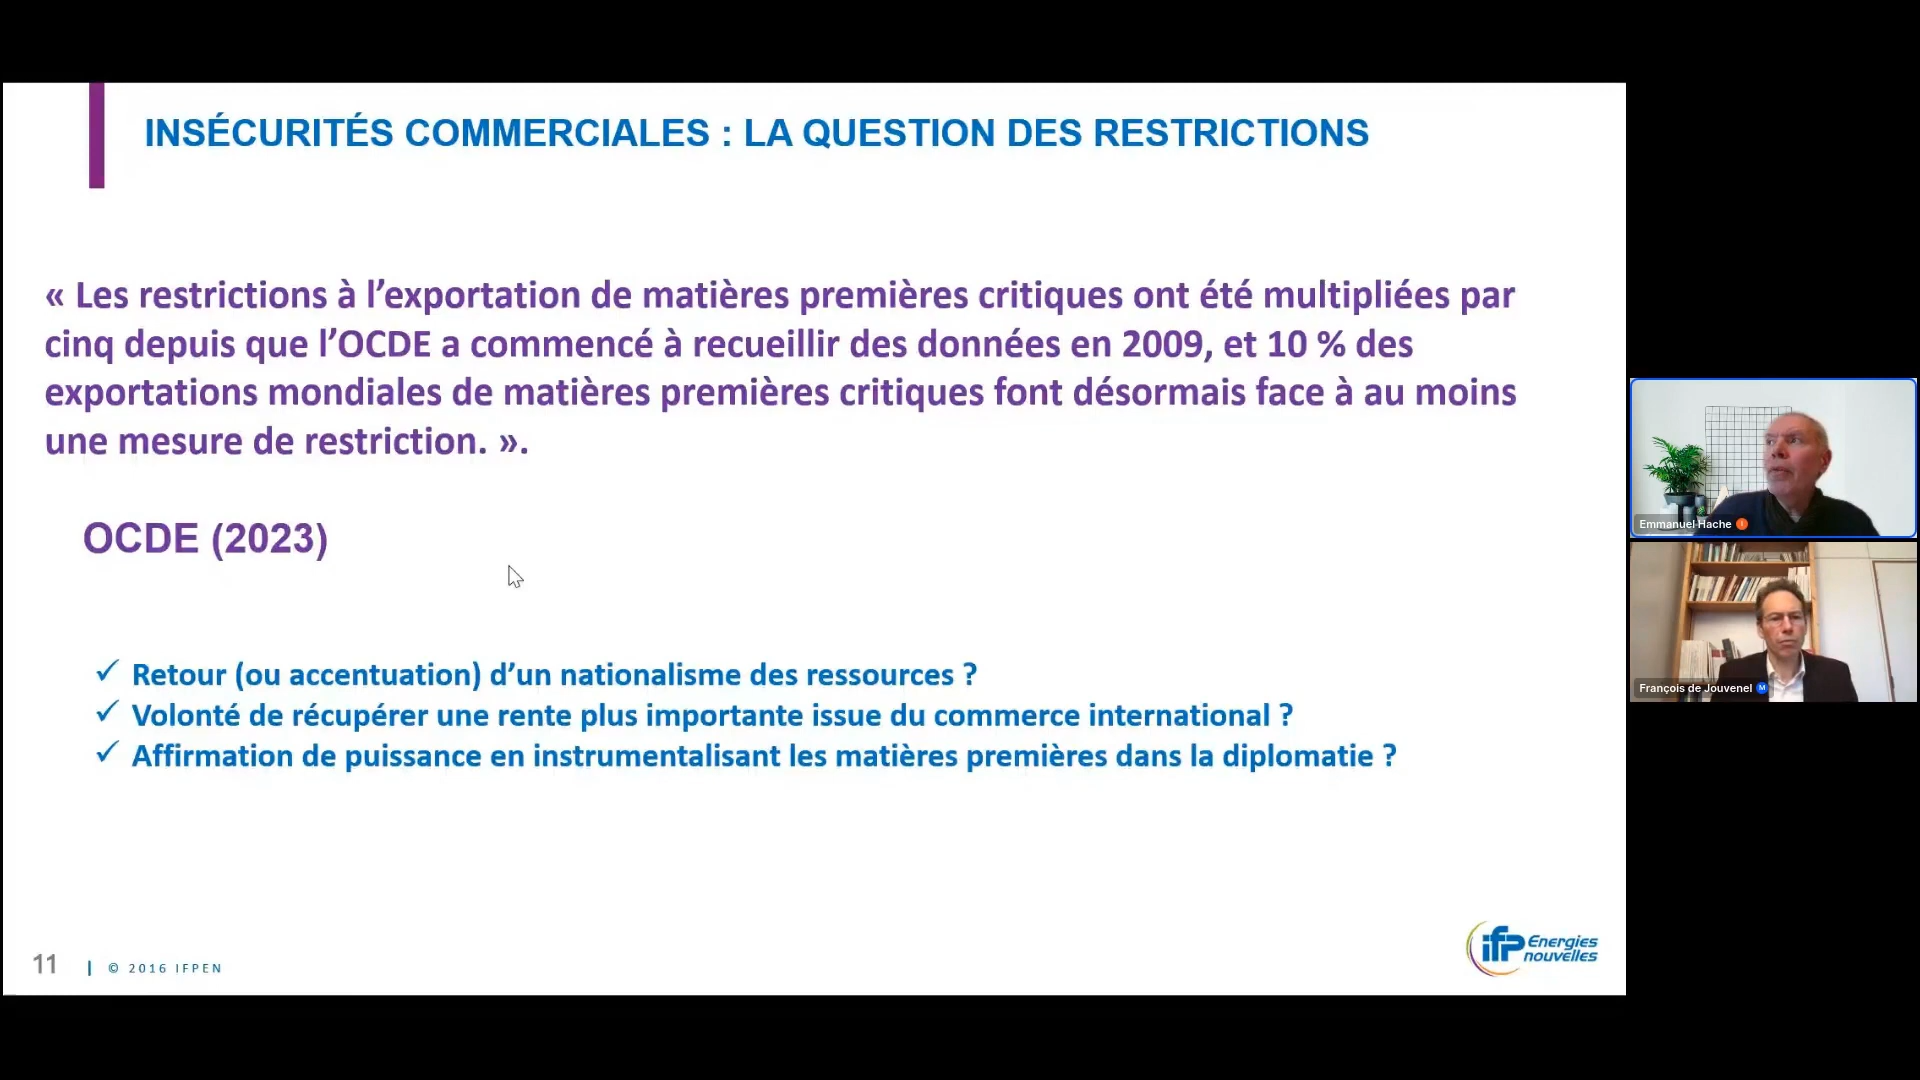 INSÉCURITÉS COMMERCIALES : LA QUESTION DES RESTRICTIONS
« Les restrictions à l’exportation de matières premières critiques ont été multipliées par
cinq depuis que l’OCDE a commencé à recueillir des données en 2009, et 10 % des
exportations mondiales de matières premières critiques font désormais face à au moins
une mesure de restriction. ».
OCDE (2023)
✓ Retour (ou accentuation) d’un nationalisme des ressources ?
✓ Volonté de récupérer une rente plus importante issue du commerce international ?
✓ Affirmation de puissance en instrumentalisant les matières premières dans la diplomatie ?
11 | © 2016 IFPEN
ifp Energies
nouvelles
Emmanuel Hache
François de Jouvenel M